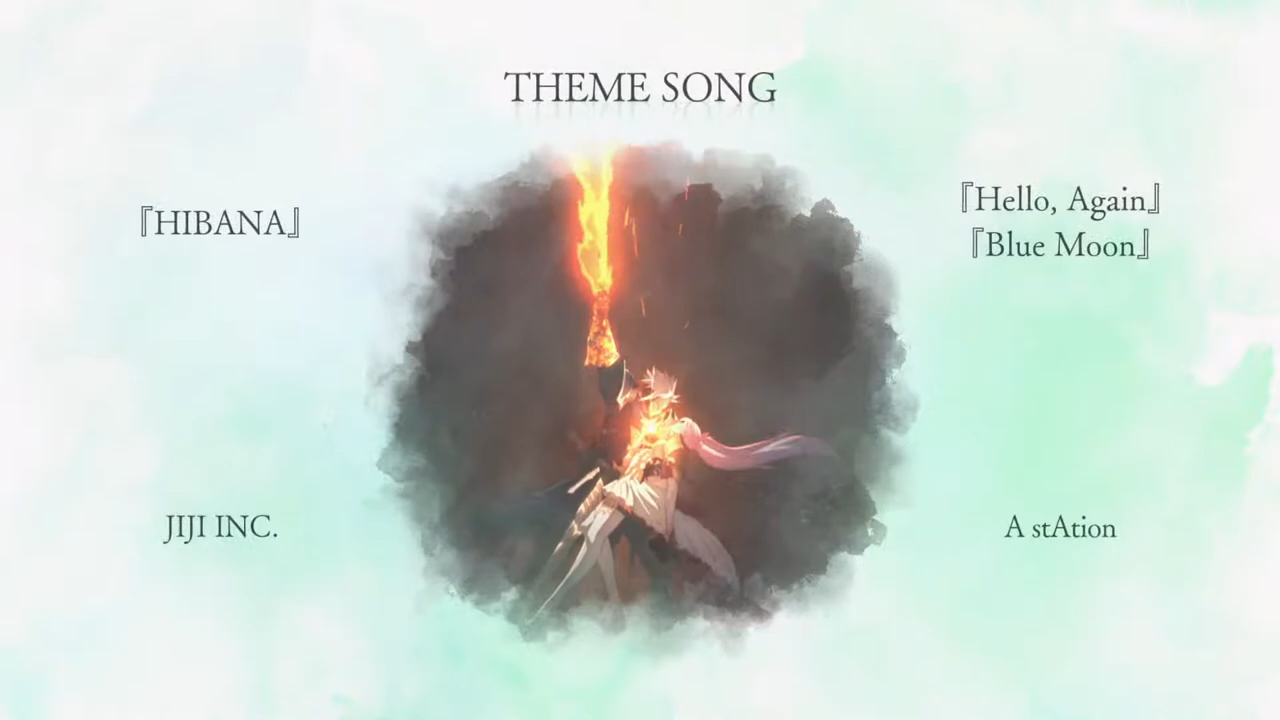 THEME SONG
『HIBANA』
『Hello, Again』
『Blue Moon』
JIJI INC.
A stAtion